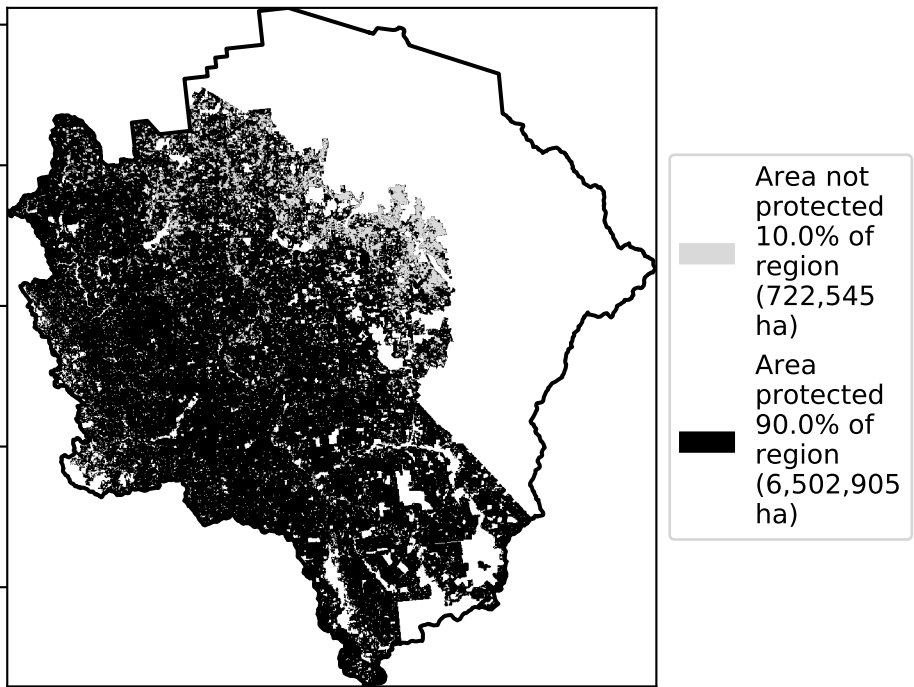 Area not
protected
10.0% of
region
(722,545
ha)
Area
protected
90.0% of
region
(6,502,905
ha)